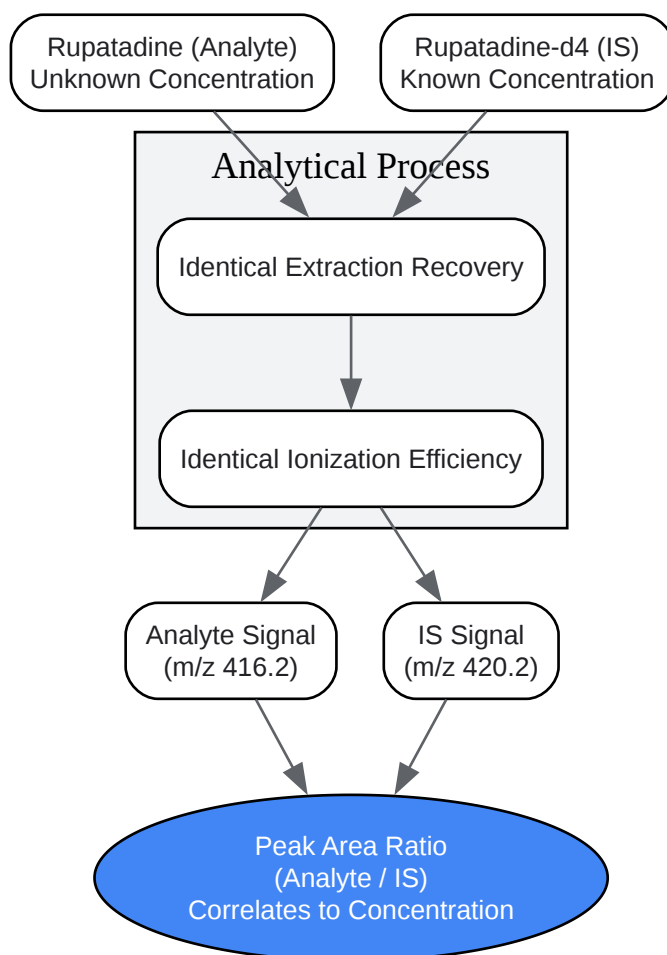 Rupatadine (Analyte)
Unknown Concentration
Rupatadine-d4 (IS)
Known Concentration
Analytical Process
Identical Extraction Recovery
Identical Ionization Efficiency
Analyte Signal
(m/z 416.2)
IS Signal
(m/z 420.2)
Peak Area Ratio
(Analyte / IS)
Correlates to Concentration